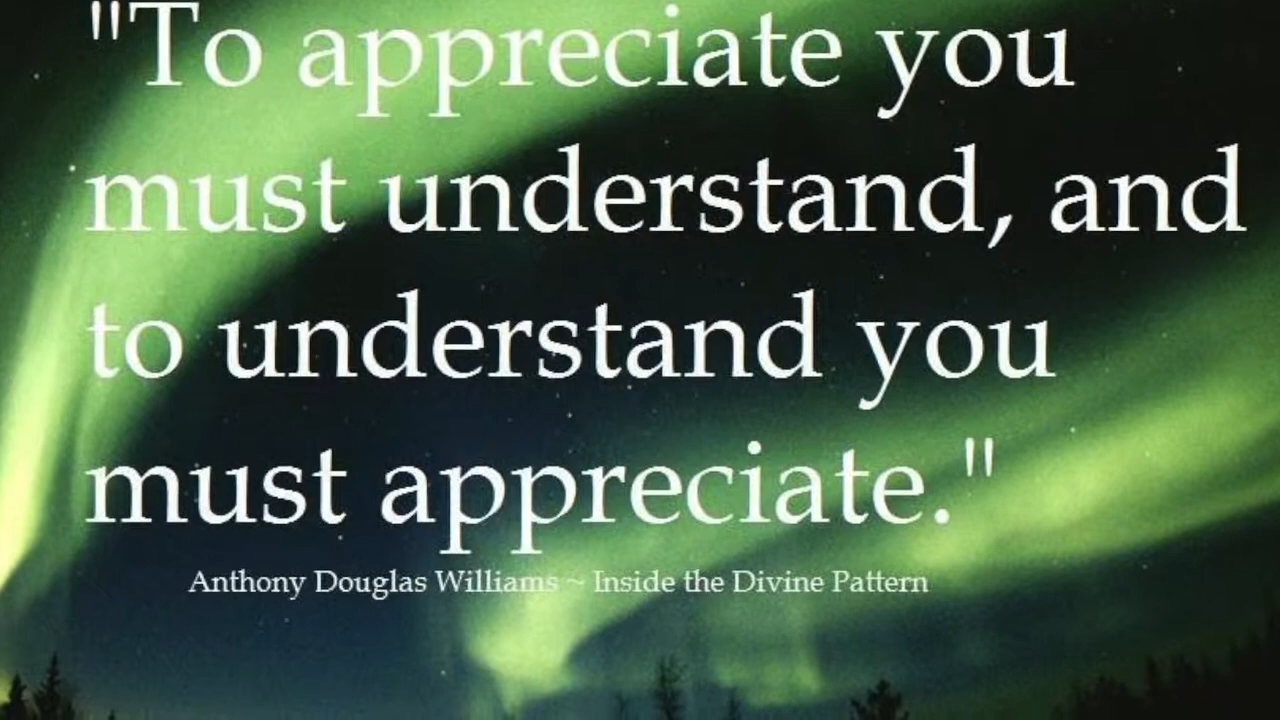 "To appreciate you
must understand, and
to understand you
must appreciate."
Anthony Douglas Williams ~ Inside the Divine Pattern